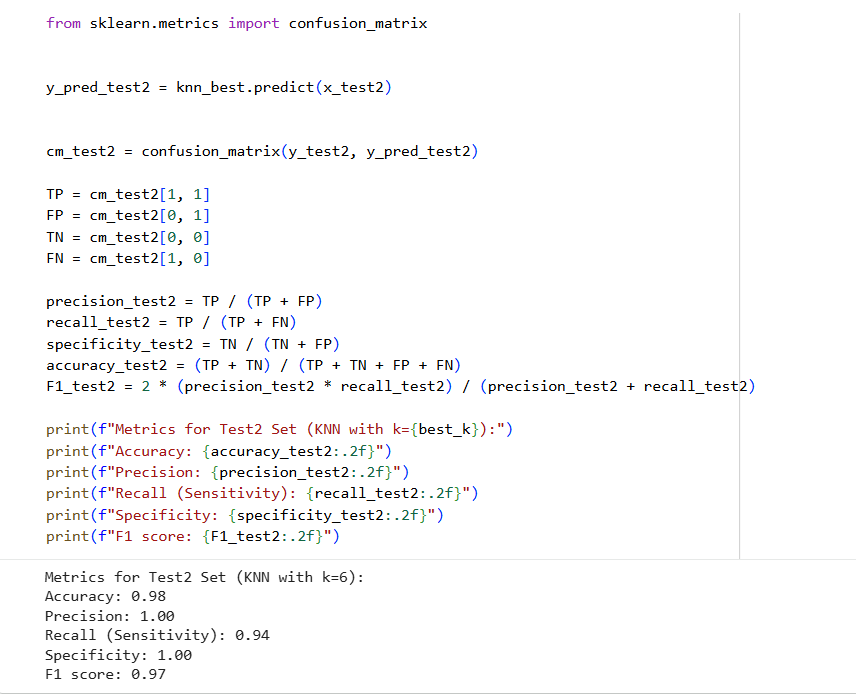 from sklearn.metrics import confusion_matrix
y_pred_test2 = knn_best.predict(x_test2)
cm_test2 = confusion_matrix(y_test2, y_pred_test2)
TP = cm_test2[1, 1]
FP = cm_test2[0, 1]
TN = cm_test2[0, 0]
FN = cm_test2[1, 0]
precision_test2 = TP / (TP + FP)
recall_test2 = TP / (TP + FN)
specificity_test2 = TN / (TN + FP)
accuracy_test2 = (TP + TN) / (TP + TN + FP + FN)
F1_test2 = 2 * (precision_test2 * recall_test2) / (precision_test2 + recall_test2)
print(f"Metrics for Test2 Set (KNN with k={best_k}):")
print(f"Accuracy: {accuracy_test2:.2f}")
print(f"Precision: {precision_test2:.2f}")
print(f"Recall (Sensitivity): {recall_test2:.2f}")
print(f"Specificity: {specificity_test2:.2f}")
print(f"F1 score: {F1_test2:.2f}")
Metrics for Test2 Set (KNN with k=6):
Accuracy: 0.98
Precision: 1.00
Recall (Sensitivity): 0.94
Specificity: 1.00
F1 score: 0.97